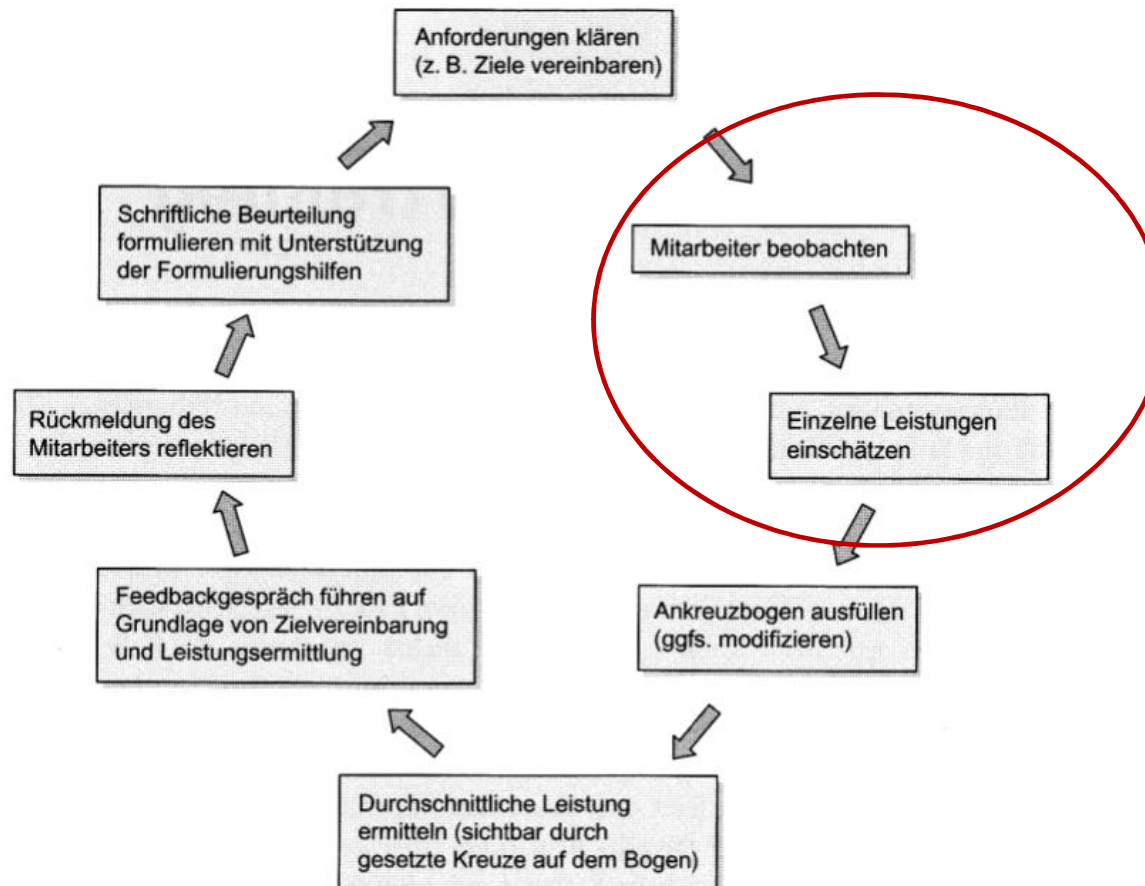 Anforderungen klären
(z. B. Ziele vereinbaren)
Mitarbeiter beobachten
Einzelne Leistungen
einschätzen
Ankreuzbogen ausfüllen
(ggfs. modifizieren)
Durchschnittliche Leistung
ermitteln (sichtbar durch
gesetzte Kreuze auf dem Bogen)
Feedbackgespräch führen auf
Grundlage von Zielvereinbarung
und Leistungsermittlung
Rückmeldung des
Mitarbeiters reflektieren
Schriftliche Beurteilung
formulieren mit Unterstützung
der Formulierungshilfen